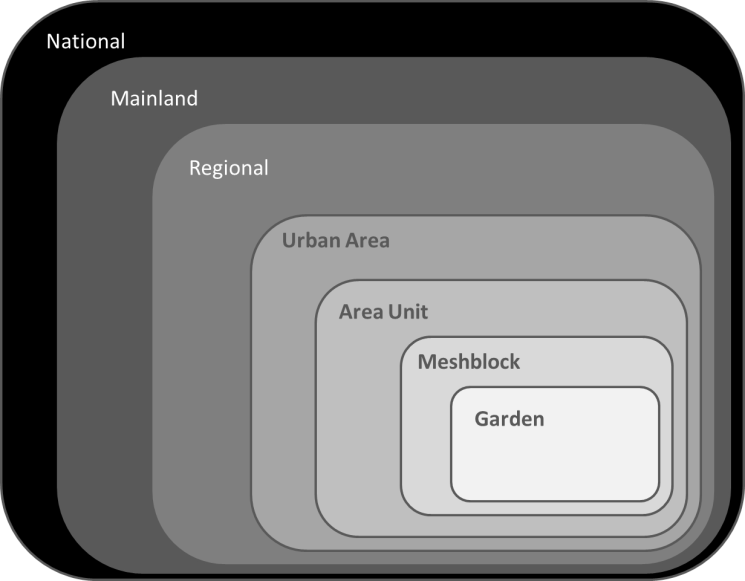 National
Mainland
Regional
Urban Area
Area Unit
Meshblock
Garden